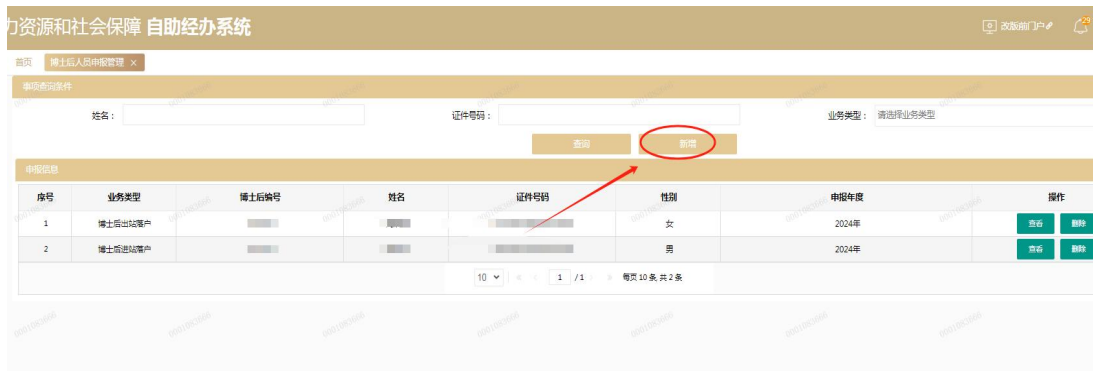 力资源和社会保障 自助经办系统 改版前门户 29
首页 博士后人员申报管理 ×
事项查询条件
姓名： 证件号码： 业务类型： 请选择业务类型
查询 新增
申报信息
序号 业务类型 博士后编号 姓名 证件号码 性别 申报年度 操作
1 博士后出站落户 女 2024年 查看 删除
2 博士后进站落户 男 2024年 查看 删除
10 1 /1 每页 10 条,共 2 条